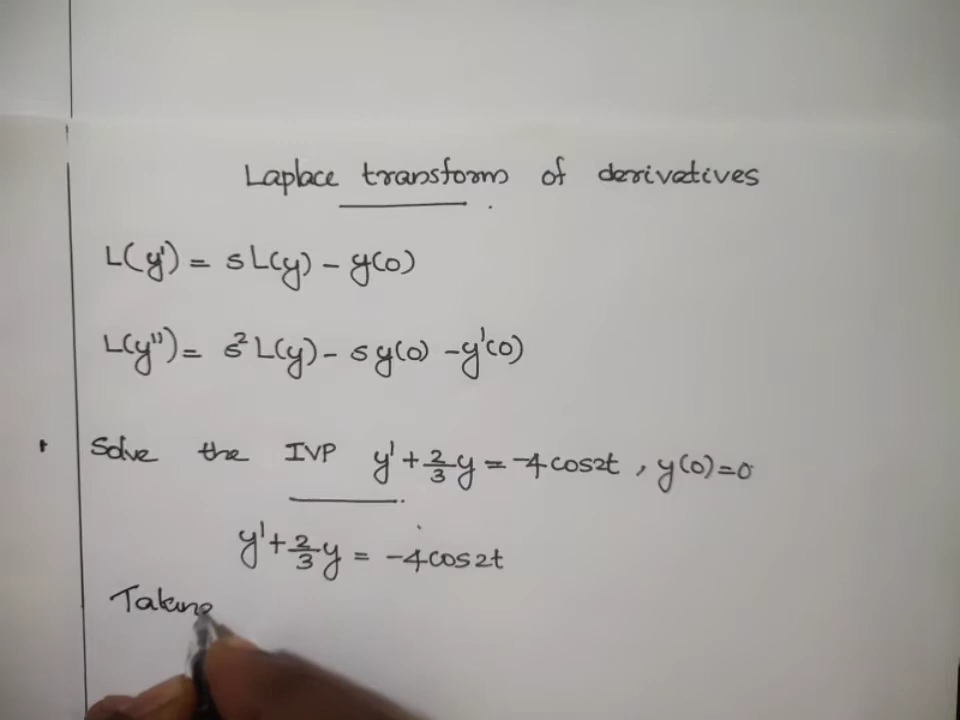 Laplace transform of derivatives
L(y') = sL(y) - y(0)
L(y'') = s²L(y) - sy(0) - y'(0)
Solve the IVP y' + 2/3 y = -4cos2t, y(0)=0
y' + 2/3 y = -4cos2t
Taking